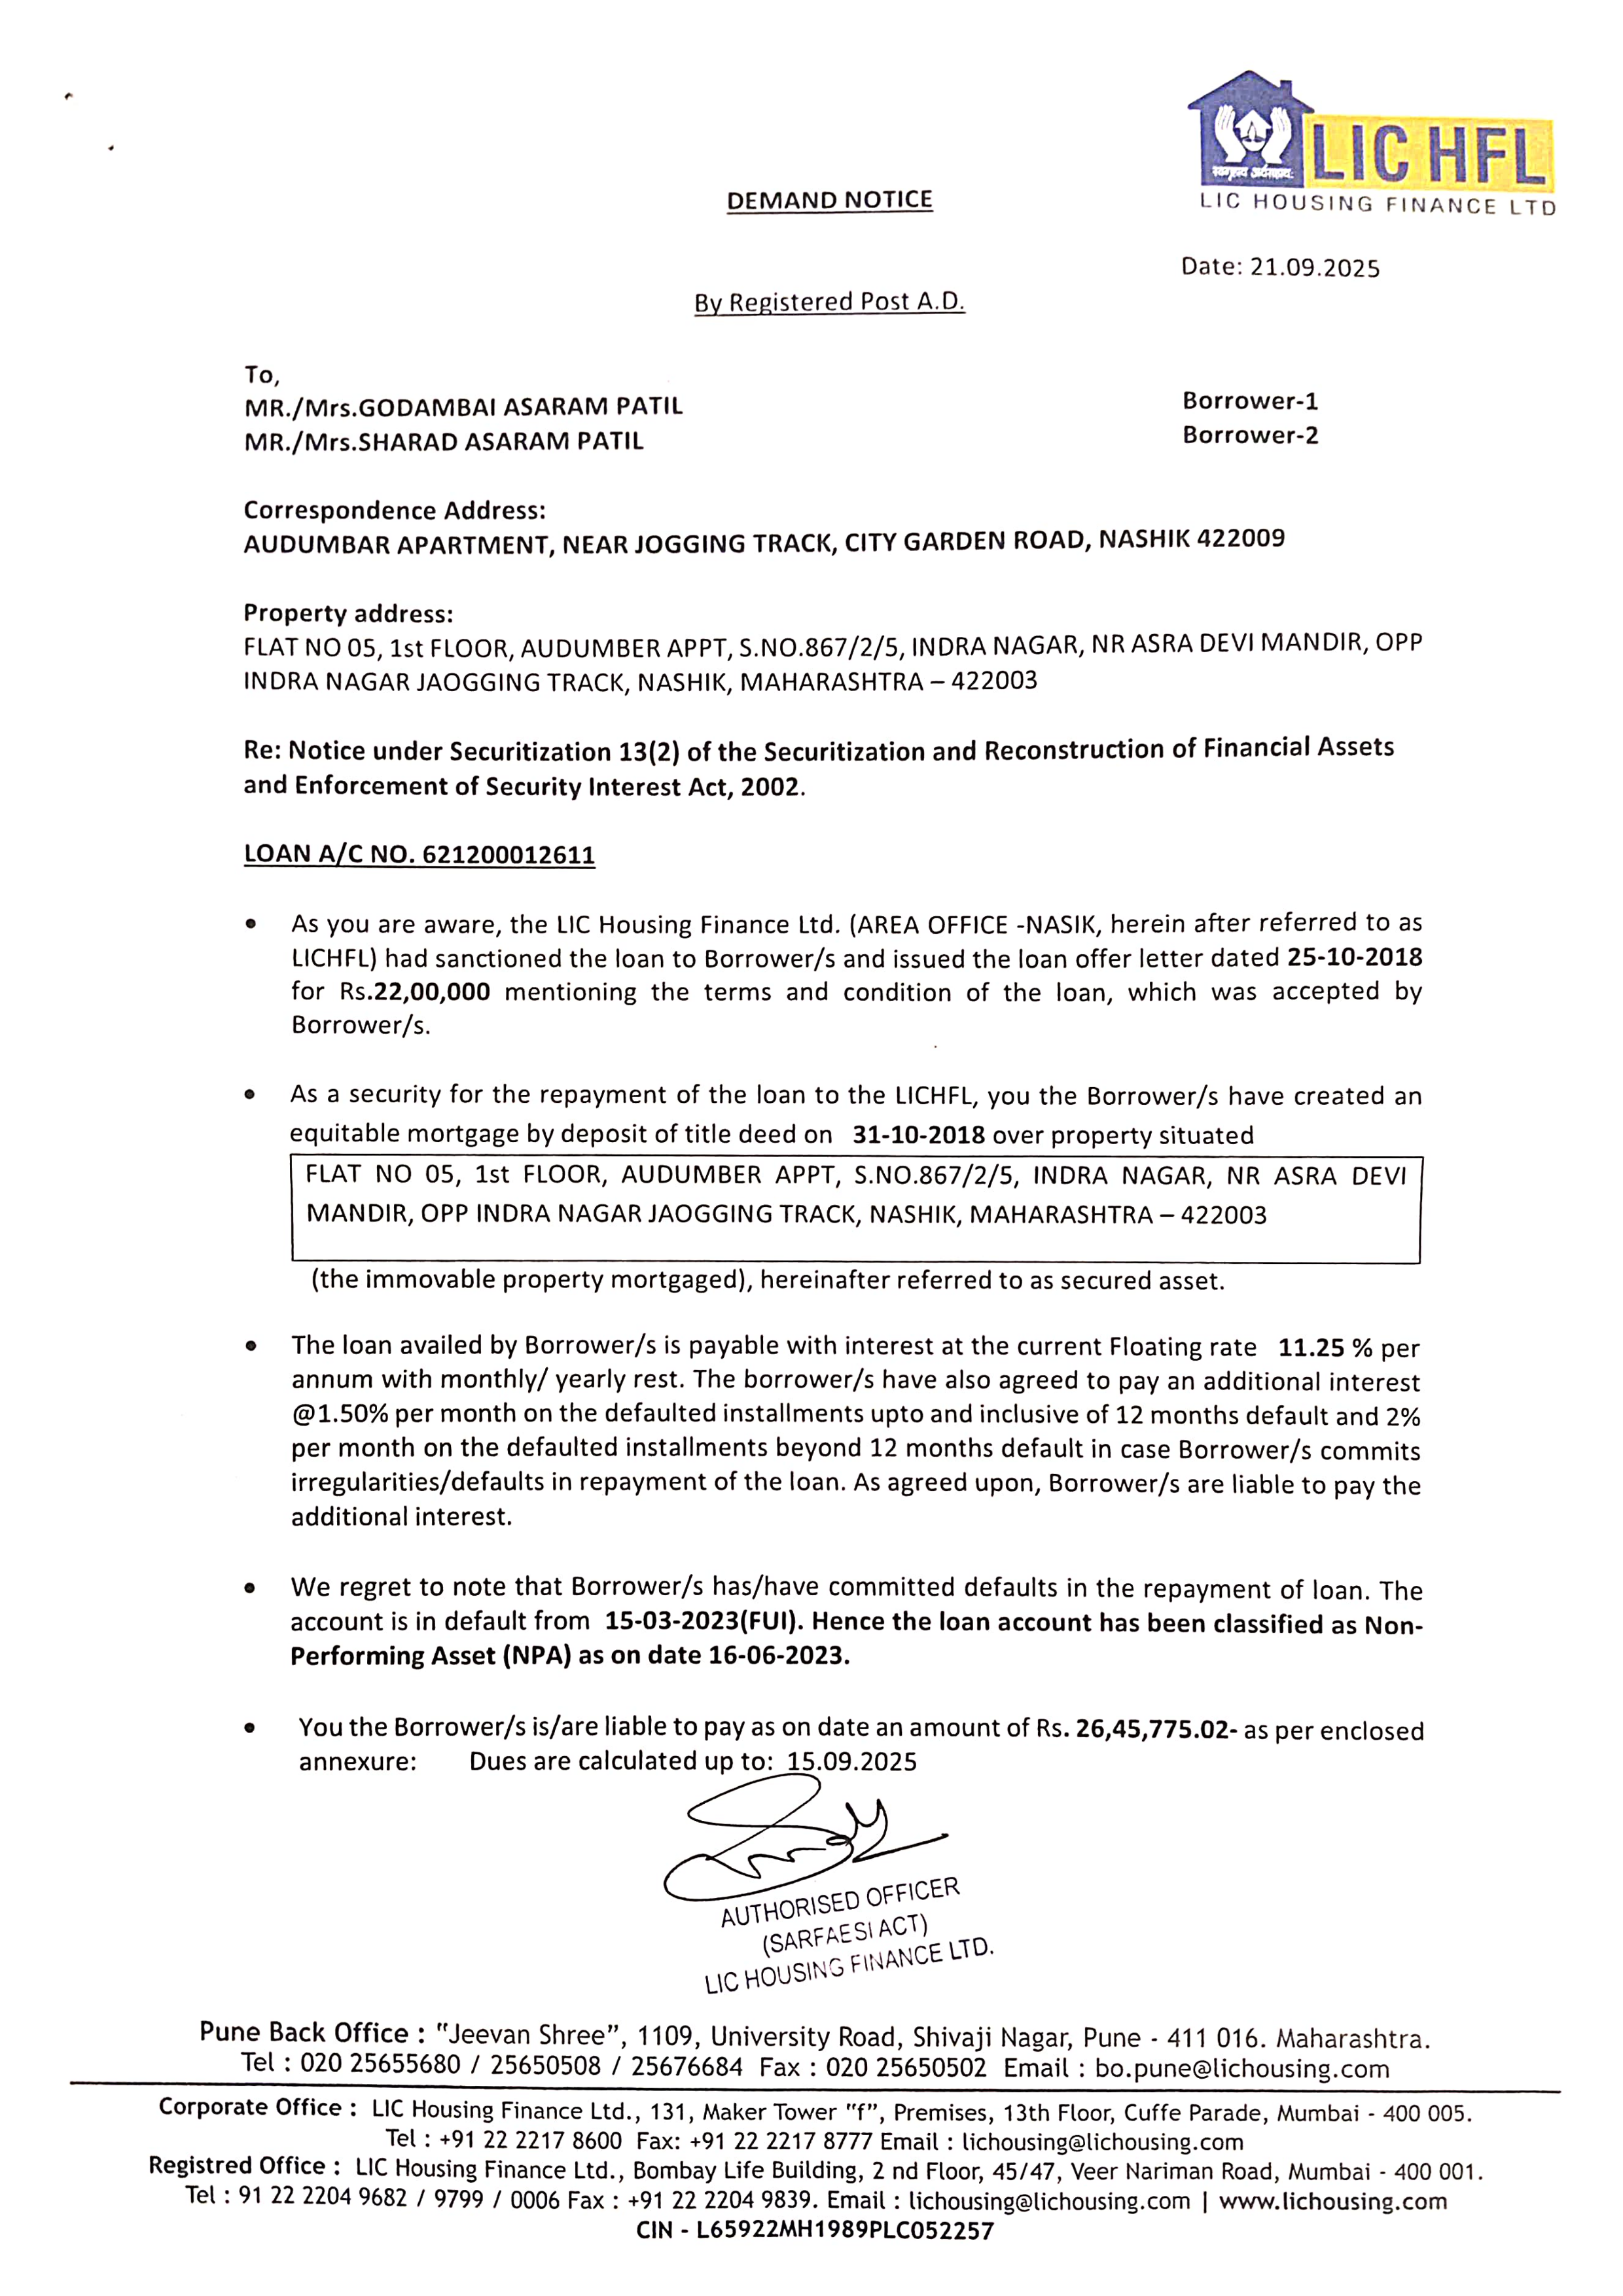 स्वगृहस्य अर्थसहाय:
LIC HFL
LIC HOUSING FINANCE LTD
DEMAND NOTICE
Date: 21.09.2025
By Registered Post A.D.
To,
MR./Mrs.GODAMBAI ASARAM PATIL Borrower-1
MR./Mrs.SHARAD ASARAM PATIL Borrower-2
Correspondence Address:
AUDUMBAR APARTMENT, NEAR JOGGING TRACK, CITY GARDEN ROAD, NASHIK 422009
Property address:
FLAT NO 05, 1st FLOOR, AUDUMBER APPT, S.NO.867/2/5, INDRA NAGAR, NR ASRA DEVI MANDIR, OPP
INDRA NAGAR JAOGGING TRACK, NASHIK, MAHARASHTRA – 422003
Re: Notice under Securitization 13(2) of the Securitization and Reconstruction of Financial Assets
and Enforcement of Security Interest Act, 2002.
LOAN A/C NO. 621200012611
• As you are aware, the LIC Housing Finance Ltd. (AREA OFFICE -NASIK, herein after referred to as
LICHFL) had sanctioned the loan to Borrower/s and issued the loan offer letter dated 25-10-2018
for Rs.22,00,000 mentioning the terms and condition of the loan, which was accepted by
Borrower/s.
• As a security for the repayment of the loan to the LICHFL, you the Borrower/s have created an
equitable mortgage by deposit of title deed on 31-10-2018 over property situated
FLAT NO 05, 1st FLOOR, AUDUMBER APPT, S.NO.867/2/5, INDRA NAGAR, NR ASRA DEVI
MANDIR, OPP INDRA NAGAR JAOGGING TRACK, NASHIK, MAHARASHTRA – 422003
(the immovable property mortgaged), hereinafter referred to as secured asset.
• The loan availed by Borrower/s is payable with interest at the current Floating rate 11.25 % per
annum with monthly/ yearly rest. The borrower/s have also agreed to pay an additional interest
@1.50% per month on the defaulted installments upto and inclusive of 12 months default and 2%
per month on the defaulted installments beyond 12 months default in case Borrower/s commits
irregularities/defaults in repayment of the loan. As agreed upon, Borrower/s are liable to pay the
additional interest.
• We regret to note that Borrower/s has/have committed defaults in the repayment of loan. The
account is in default from 15-03-2023(FUI). Hence the loan account has been classified as Non-
Performing Asset (NPA) as on date 16-06-2023.
• You the Borrower/s is/are liable to pay as on date an amount of Rs. 26,45,775.02- as per enclosed
annexure: Dues are calculated up to: 15.09.2025
AUTHORISED OFFICER
(SARFAESI ACT)
LIC HOUSING FINANCE LTD.
Pune Back Office : "Jeevan Shree", 1109, University Road, Shivaji Nagar, Pune - 411 016. Maharashtra.
Tel : 020 25655680 / 25650508 / 25676684 Fax : 020 25650502 Email : bo.pune@lichousing.com
Corporate Office : LIC Housing Finance Ltd., 131, Maker Tower "f", Premises, 13th Floor, Cuffe Parade, Mumbai - 400 005.
Tel : +91 22 2217 8600 Fax: +91 22 2217 8777 Email : lichousing@lichousing.com
Registred Office : LIC Housing Finance Ltd., Bombay Life Building, 2 nd Floor, 45/47, Veer Nariman Road, Mumbai - 400 001.
Tel : 91 22 2204 9682 / 9799 / 0006 Fax : +91 22 2204 9839. Email : lichousing@lichousing.com | www.lichousing.com
CIN - L65922MH1989PLC052257